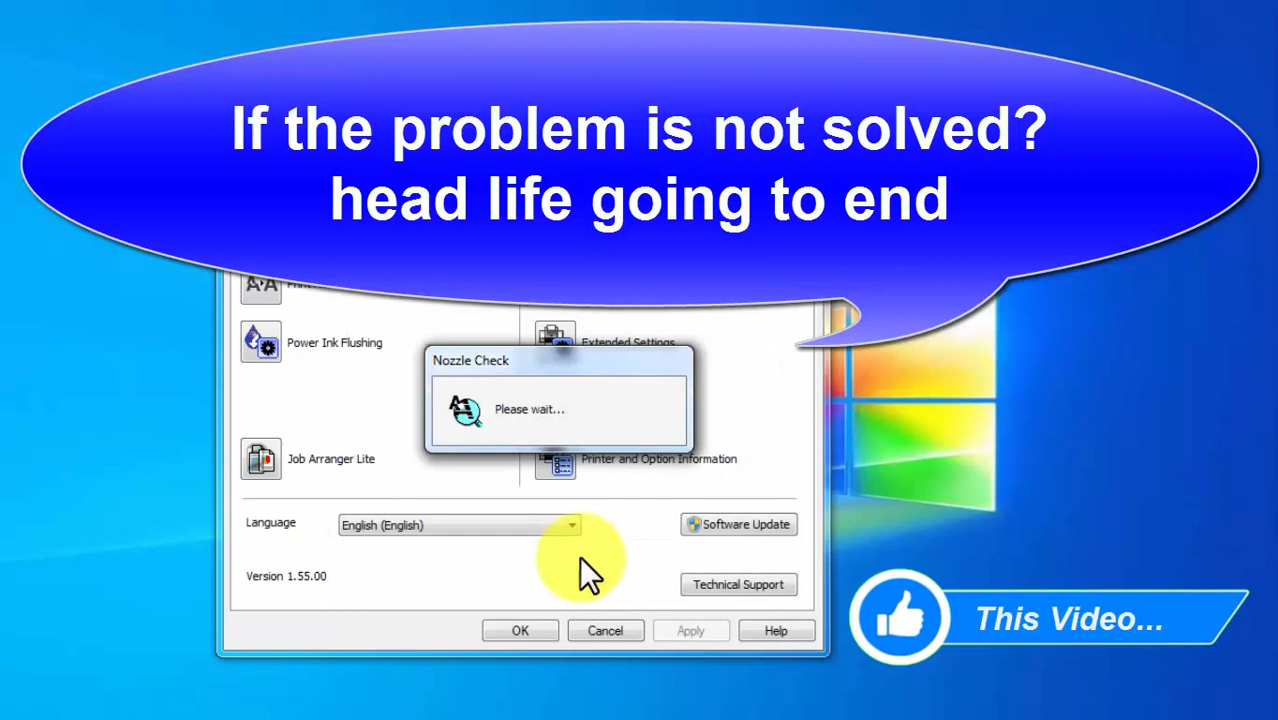 If the problem is not solved?
head life going to end
Power Ink Flushing
Extended Settings
Nozzle Check
Please wait...
Job Arranger Lite
Printer and Option Information
Language
English (English)
Software Update
Version 1.55.00
Technical Support
OK
Cancel
Apply
Help
This Video...